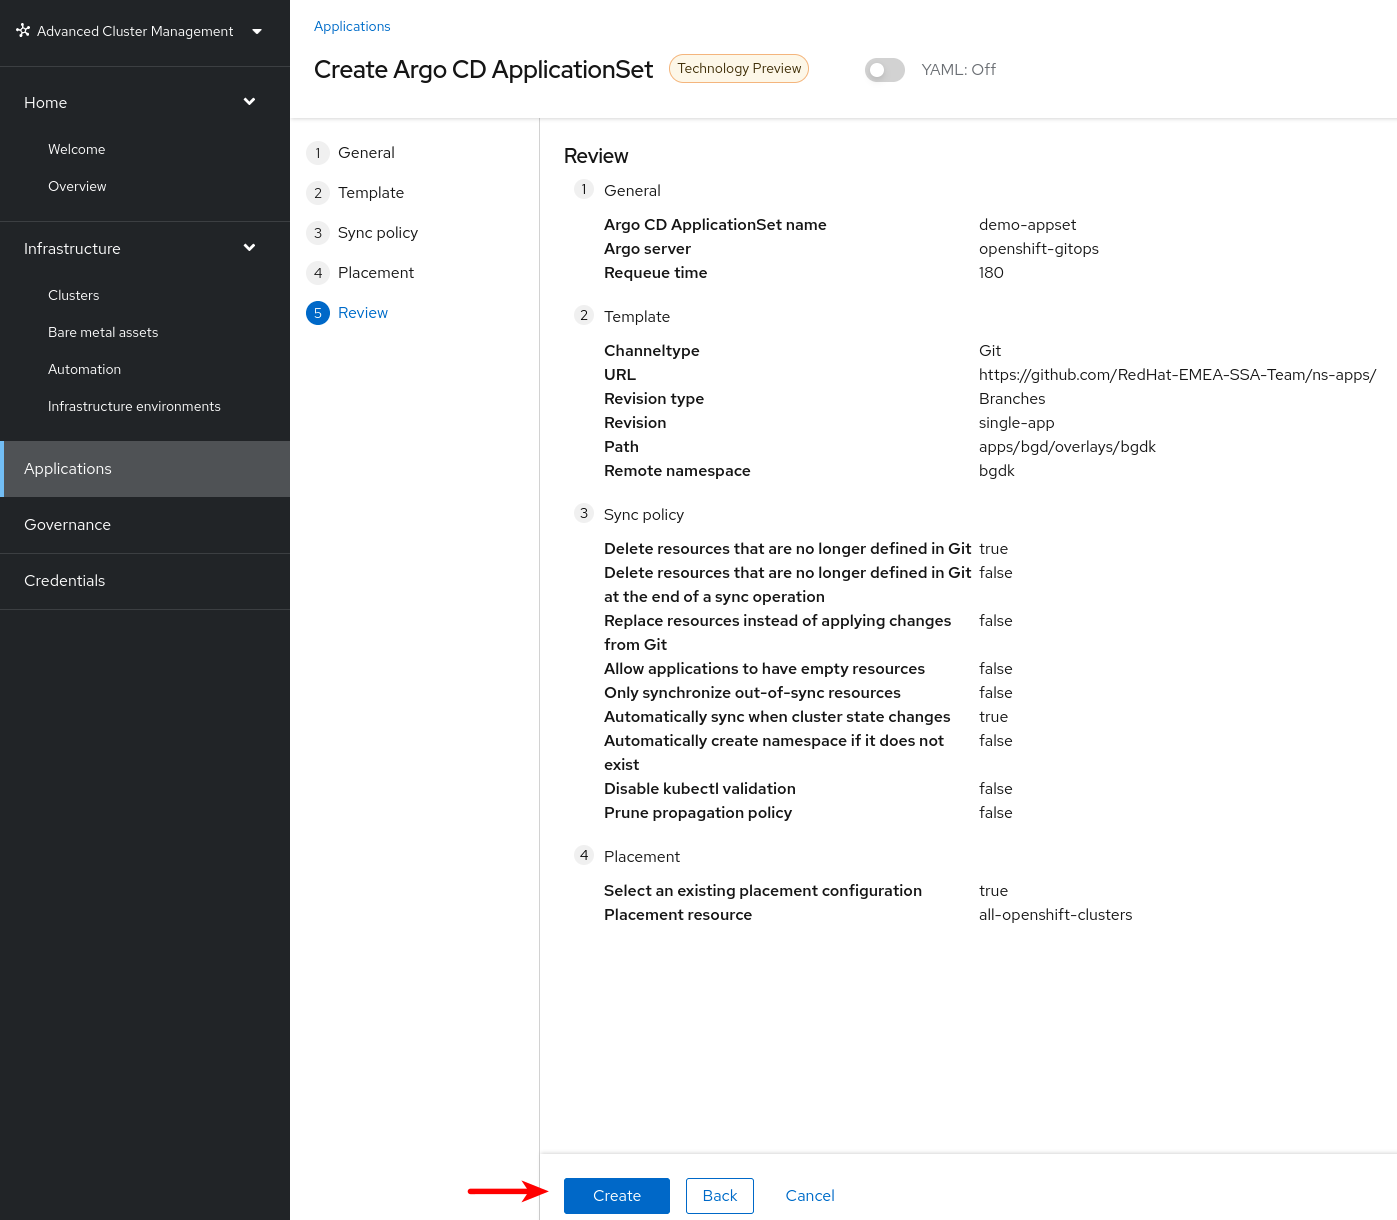 Advanced Cluster Management
Home
Welcome
Overview
Infrastructure
Clusters
Bare metal assets
Automation
Infrastructure environments
Applications
Governance
Credentials
Applications
Create Argo CD ApplicationSet
Technology Preview
YAML: Off
1 General
2 Template
3 Sync policy
4 Placement
5 Review
Review
1 General
Argo CD ApplicationSet name demo-appset
Argo server openshift-gitops
Requeue time 180
2 Template
Channeltype Git
URL https://github.com/RedHat-EMEA-SSA-Team/ns-apps/
Revision type Branches
Revision single-app
Path apps/bgd/overlays/bgdk
Remote namespace bgdk
3 Sync policy
Delete resources that are no longer defined in Git true
Delete resources that are no longer defined in Git false
at the end of a sync operation
Replace resources instead of applying changes false
from Git
Allow applications to have empty resources false
Only synchronize out-of-sync resources false
Automatically sync when cluster state changes true
Automatically create namespace if it does not false
exist
Disable kubectl validation false
Prune propagation policy false
4 Placement
Select an existing placement configuration true
Placement resource all-openshift-clusters
Create Back Cancel